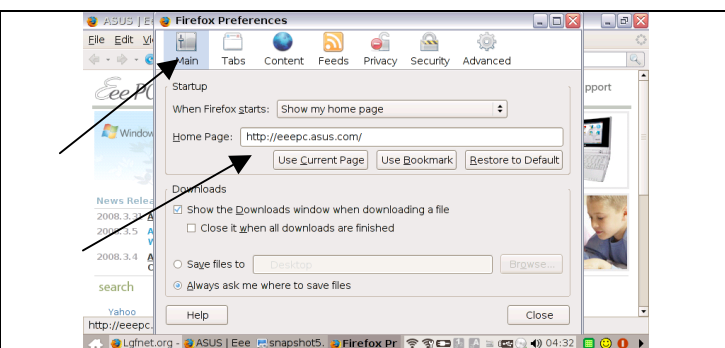 ASUS | Ee
Firefox Preferences
File Edit Vi
Main Tabs Content Feeds Privacy Security Advanced
Eee PC
pport
Startup
When Firefox starts: Show my home page
Window
Home Page: http://eeepc.asus.com/
Use Current Page Use Bookmark Restore to Default
Downloads
News Relea
Show the Downloads window when downloading a file
2008.3.31 A
Close it when all downloads are finished
2008.3.5 A
W
2008.3.4 A
C
Save files to Desktop Browse...
Always ask me where to save files
search
Yahoo
Help Close
http://eeepc.
Lgfnet.org - ASUS | Eee snapshot5. Firefox Pr 04:32